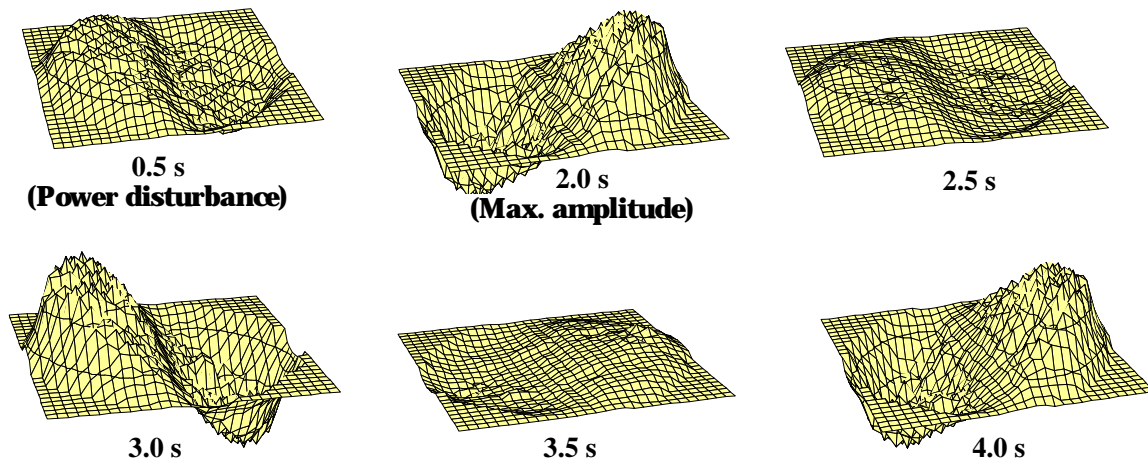 0.5 s
(Power disturbance)
2.0 s
(Max. amplitude)
2.5 s
3.0 s
3.5 s
4.0 s